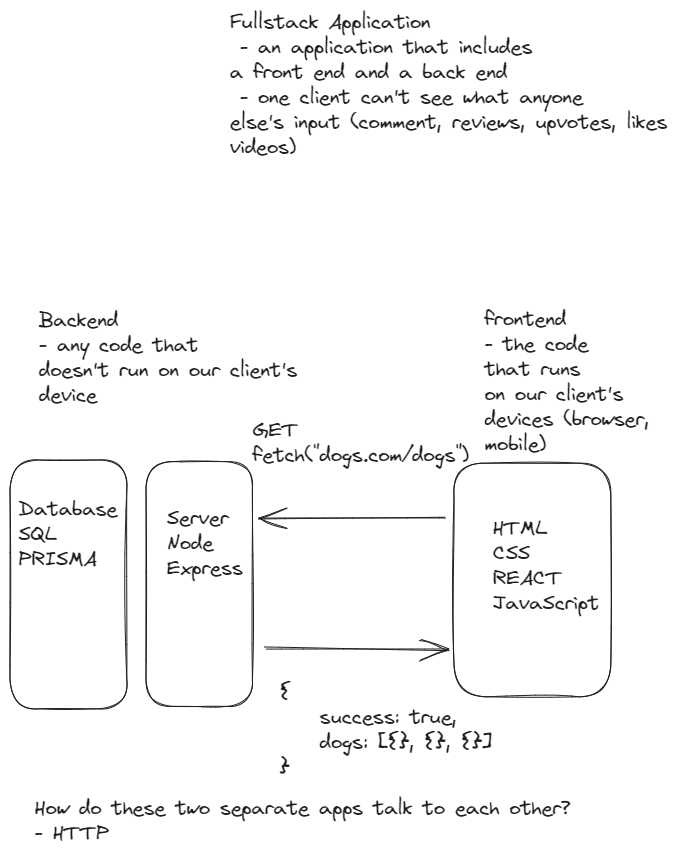 Fullstack Application
- an application that includes
a front end and a back end
- one client can't see what anyone
else's input (comment, reviews, upvotes, likes
videos)
Backend
- any code that
doesn't run on our client's
device
frontend
- the code
that runs
on our client's
devices (browser,
mobile)
GET
fetch("dogs.com/dogs")
Database
SQL
PRISMA
Server
Node
Express
HTML
CSS
REACT
JavaScript
{
success: true,
dogs: [{}, {}, {}]
}
How do these two separate apps talk to each other?
- HTTP